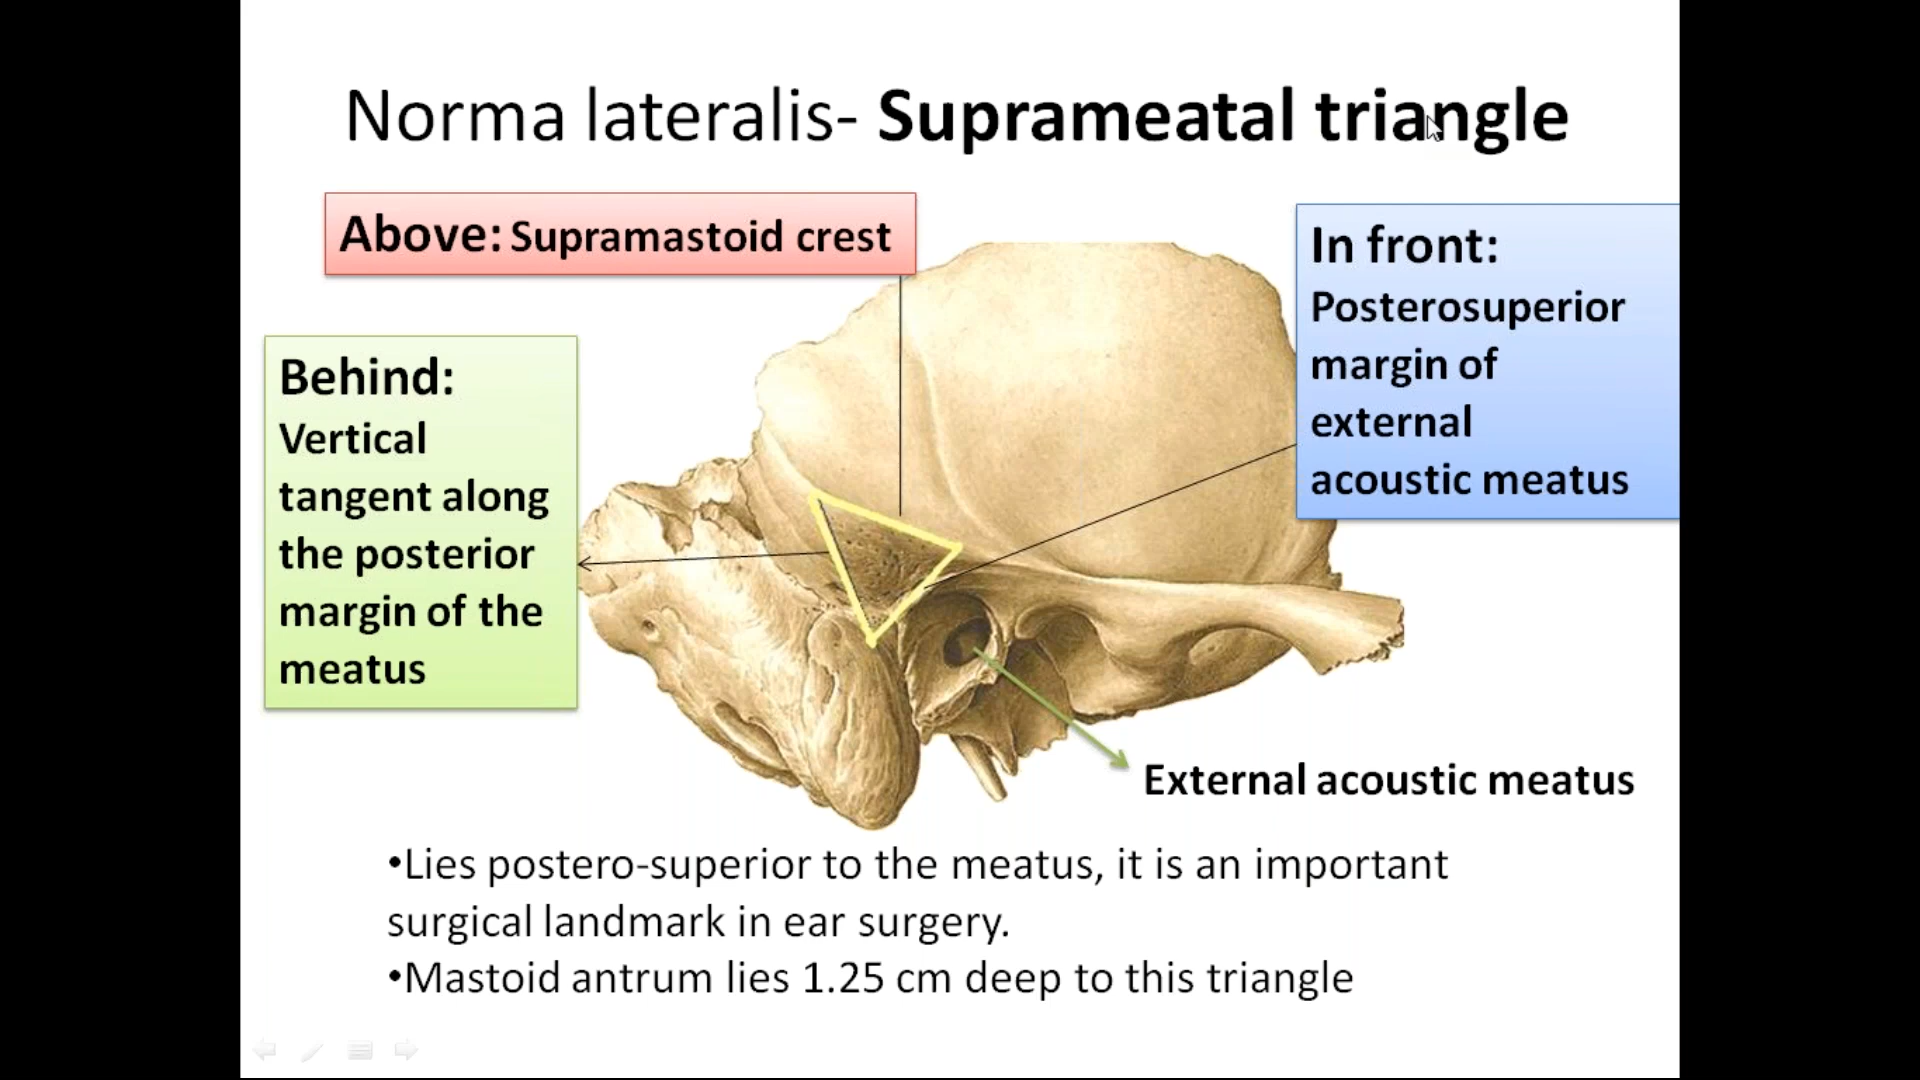 Norma lateralis- Suprameatal triangle
Above: Supramastoid crest
In front:
Posterosuperior
margin of
external
acoustic meatus
Behind:
Vertical
tangent along
the posterior
margin of the
meatus
External acoustic meatus
•Lies postero-superior to the meatus, it is an important
surgical landmark in ear surgery.
•Mastoid antrum lies 1.25 cm deep to this triangle